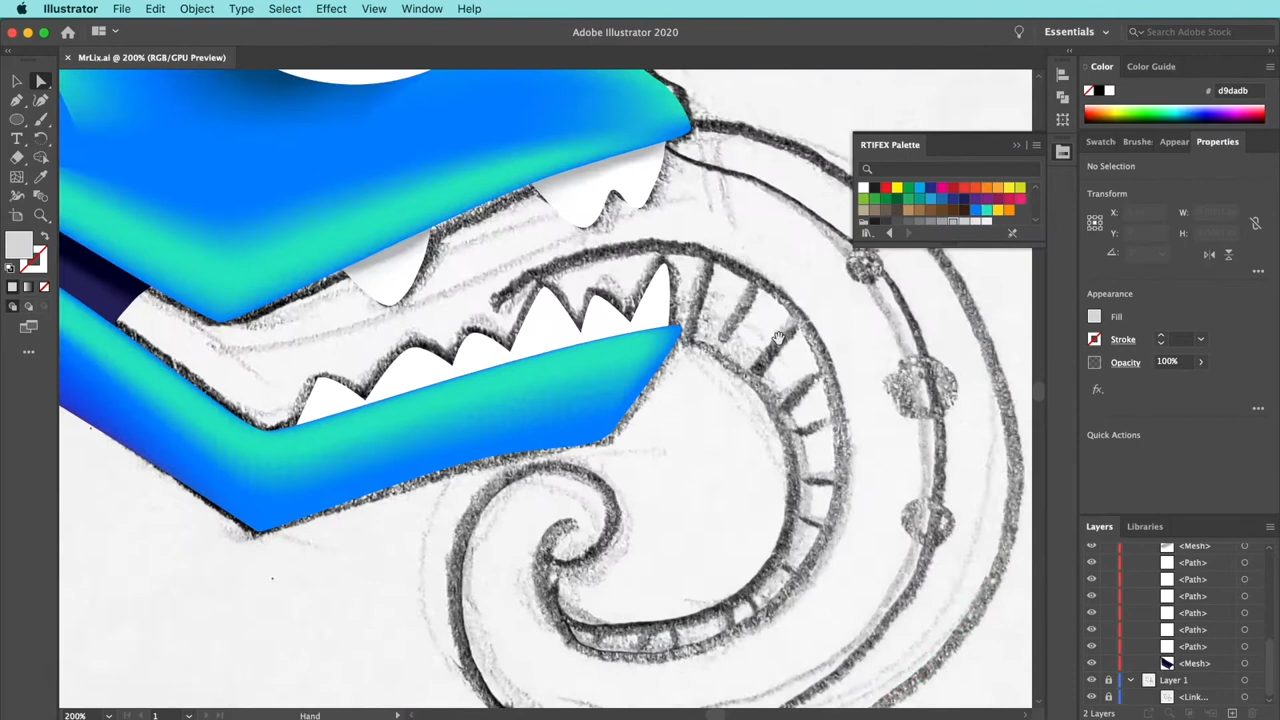 Illustrator File Edit Object Type Select Effect View Window Help
Adobe Illustrator 2020
Essentials
Search Adobe Stock
× MrLix.ai @ 200% (RGB/GPU Preview)
Color Color Guide
# d9dadb
RTIFEX Palette
Swatch Brushe Appear Properties
No Selection
Transform
X: W:
Y: H:
Appearance
Fill
Stroke
Opacity 100%
fx.
Quick Actions
Layers Libraries
<Mesh>
<Path>
<Path>
<Path>
<Path>
<Path>
<Path>
<Mesh>
Layer 1
<Link...
2 Layers
200% 1 Hand